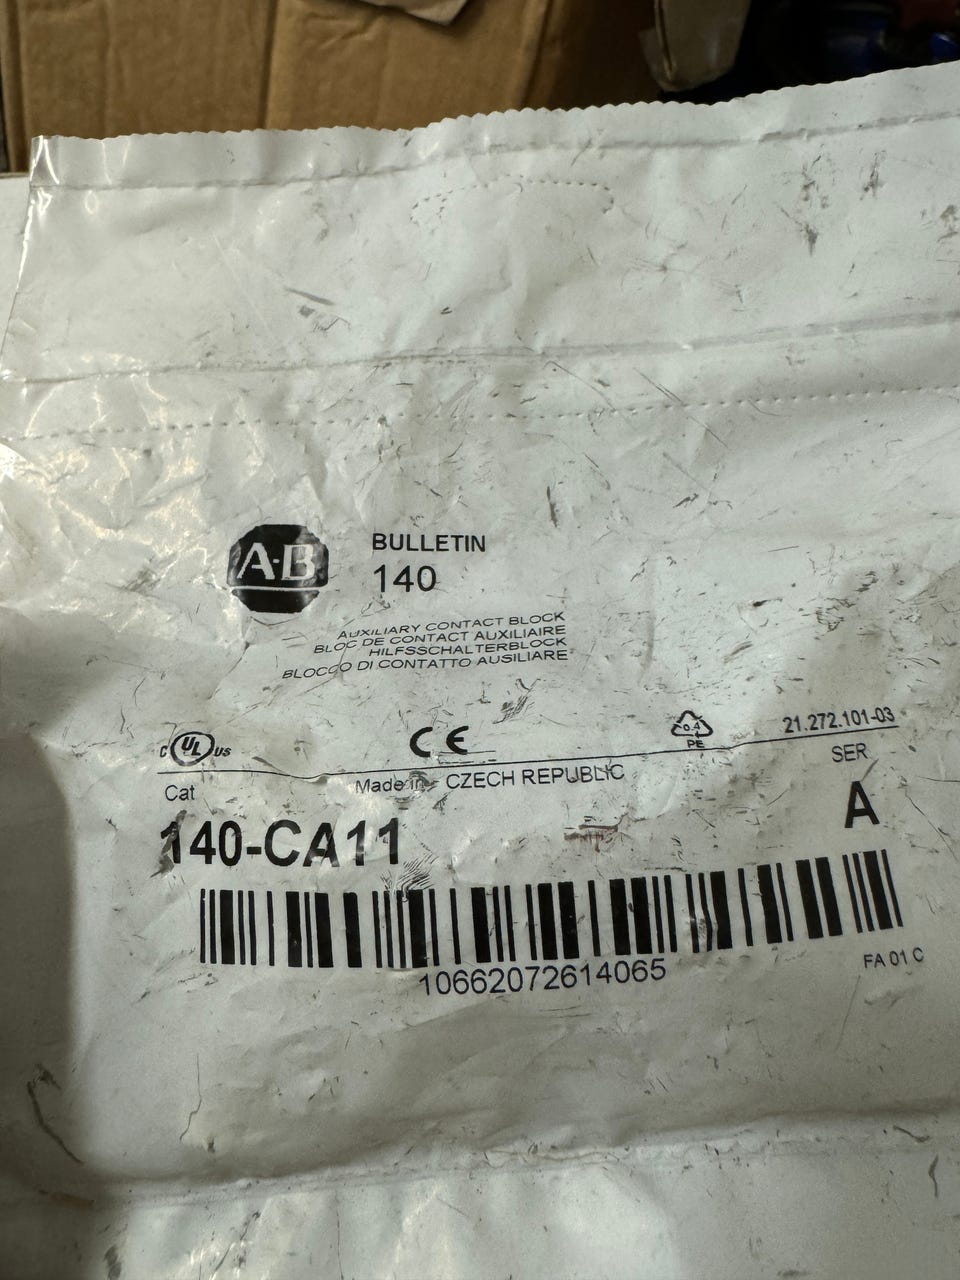 A-B
BULLETIN
140
AUXILIARY CONTACT BLOCK
BLOC DE CONTACT AUXILIAIRE
HILFSSCHALTERBLOCK
BLOCCO DI CONTATTO AUSILIARE
C UL US
CE
04
PE
21.272.101-03
Made in CZECH REPUBLIC
SER
Cat
A
140-CA11
10662072614065
FA 01 C